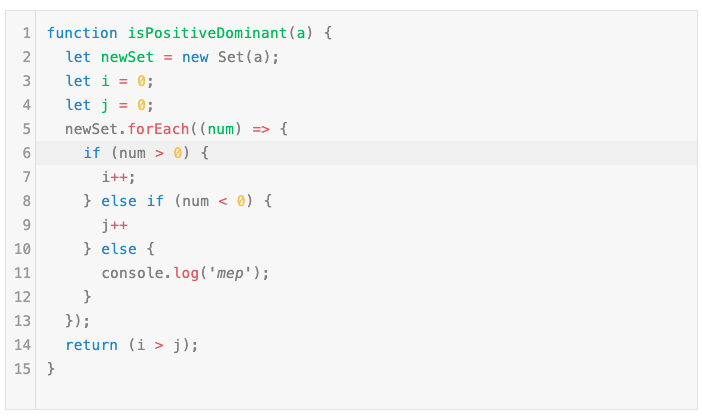 1 function isPositiveDominant(a) {
2   let newSet = new Set(a);
3   let i = 0;
4   let j = 0;
5   newSet.forEach((num) => {
6     if (num > 0) {
7       i++;
8     } else if (num < 0) {
9       j++
10     } else {
11       console.log('mep');
12     }
13   });
14   return (i > j);
15 }